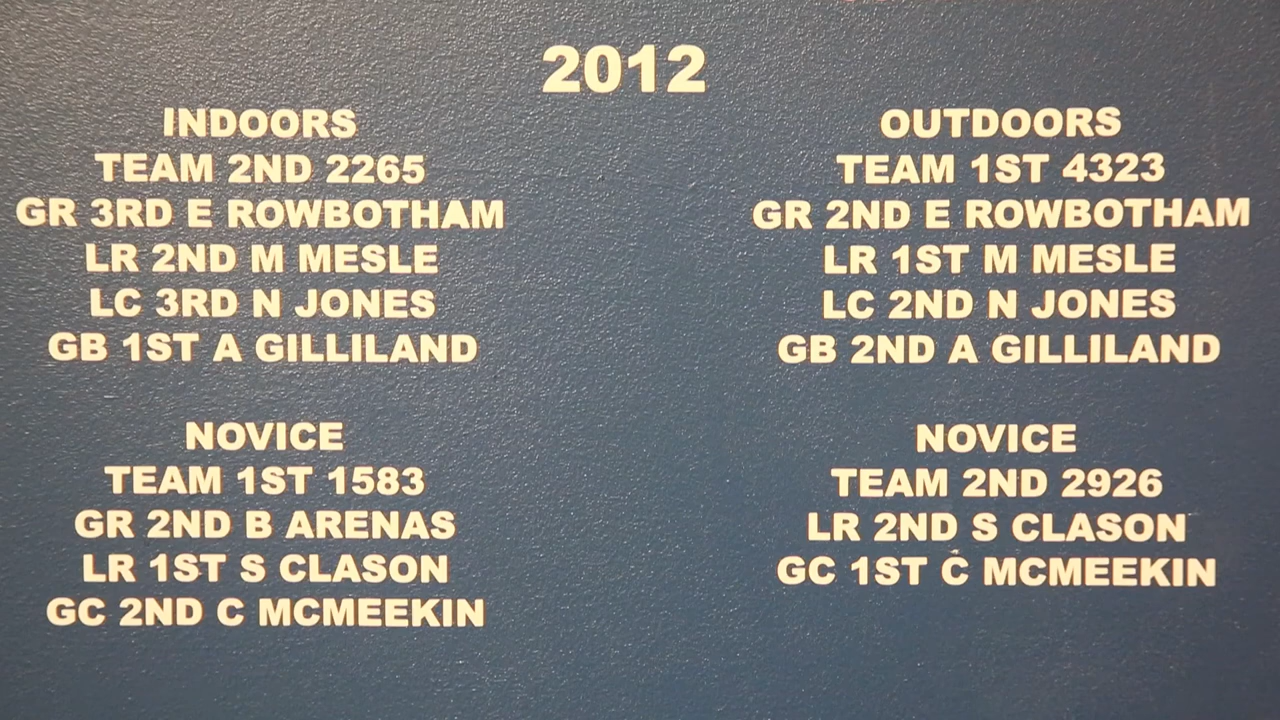 2012
INDOORS
TEAM 2ND 2265
GR 3RD E ROWBOTHAM
LR 2ND M MESLE
LC 3RD N JONES
GB 1ST A GILLILAND
NOVICE
TEAM 1ST 1583
GR 2ND B ARENAS
LR 1ST S CLASON
GC 2ND C MCMEEKIN
OUTDOORS
TEAM 1ST 4323
GR 2ND E ROWBOTHAM
LR 1ST M MESLE
LC 2ND N JONES
GB 2ND A GILLILAND
NOVICE
TEAM 2ND 2926
LR 2ND S CLASON
GC 1ST C MCMEEKIN